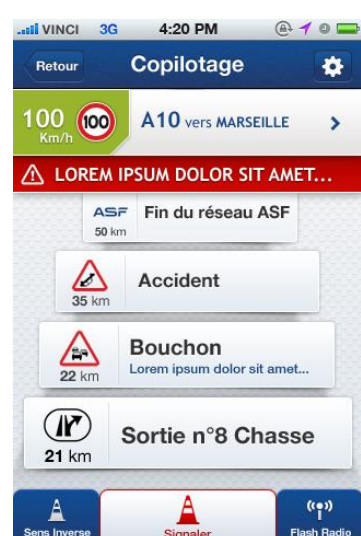 VINCI 3G 4:20 PM
Retour Copilotage
100 Km/h 100 A10 vers MARSEILLE
LOREM IPSUM DOLOR SIT AMET...
ASF Fin du réseau ASF
50 km
Accident
35 km
Bouchon
Lorem ipsum dolor sit amet...
22 km
Sortie n°8 Chasse
21 km
Sens Inverse Signaler Flash Radio